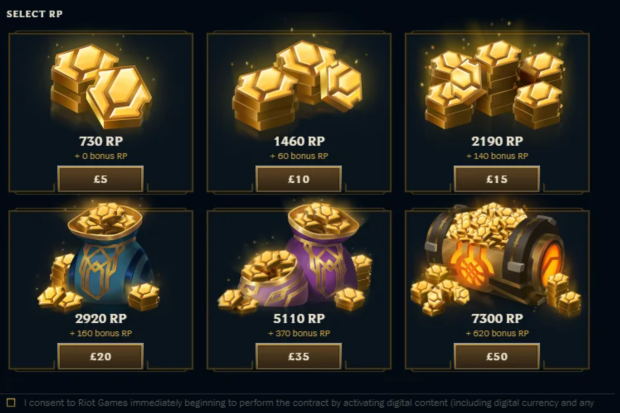 SELECT RP
730 RP
+ 0 bonus RP
£5
1460 RP
+ 60 bonus RP
£10
2190 RP
+ 140 bonus RP
£15
2920 RP
+ 160 bonus RP
£20
5110 RP
+ 370 bonus RP
£35
7300 RP
+ 620 bonus RP
£50
I consent to Riot Games immediately beginning to perform the contract by activating digital content (including digital currency and any